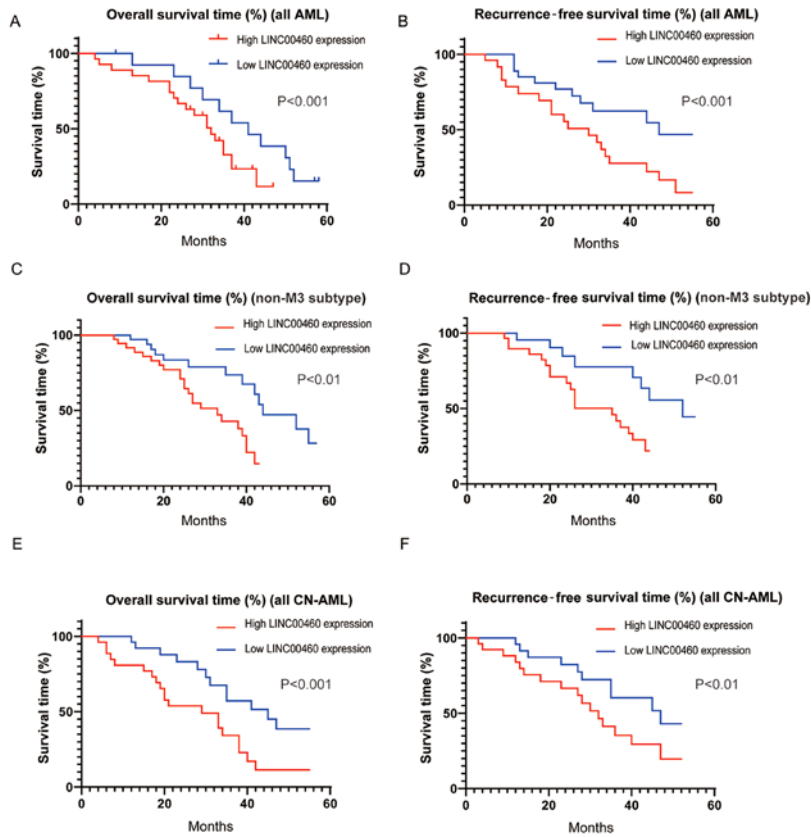 A
Overall survival time (%) (all AML)
High LINC00460 expression
Low LINC00460 expression
P<0.001
Survival time (%)
100
50
0
0 20 40 60
Months
B
Recurrence-free survival time (%) (all AML)
High LINC00460 expression
Low LINC00460 expression
P<0.001
Survival time (%)
100
50
0
0 20 40 60
Months
C
Overall survival time (%) (non-M3 subtype)
High LINC00460 expression
Low LINC00460 expression
P<0.01
Survival time (%)
100
50
0
0 20 40 60
Months
D
Recurrence-free survival time (%) (non-M3 subtype)
High LINC00460 expression
Low LINC00460 expression
P<0.01
Survival time (%)
100
50
0
0 20 40 60
Months
E
Overall survival time (%) (all CN-AML)
High LINC00460 expression
Low LINC00460 expression
P<0.001
Survival time (%)
100
50
0
0 20 40 60
Months
F
Recurrence-free survival time (%) (all CN-AML)
High LINC00460 expression
Low LINC00460 expression
P<0.01
Survival time (%)
100
50
0
0 20 40 60
Months